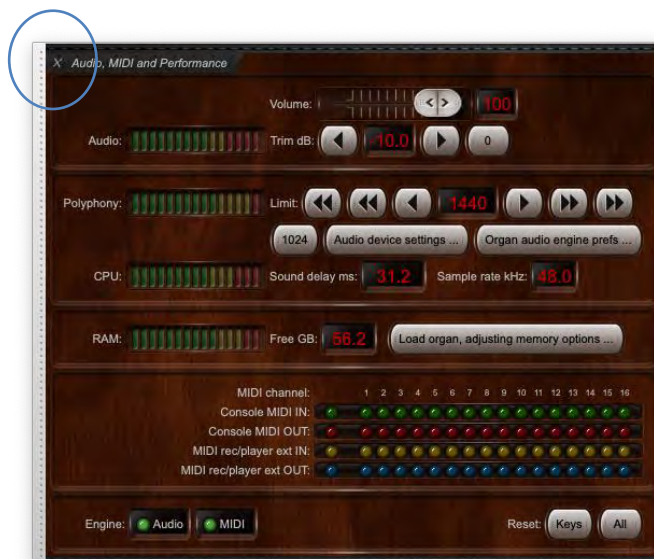 X Audio, MIDI and Performance
Volume: < > 100
Audio: Trim dB: -10.0 0
Polyphony: Limit: 1440
1024 Audio device settings ... Organ audio engine prefs ...
CPU: Sound delay ms: 31.2 Sample rate kHz: 48.0
RAM: Free GB: 56.2 Load organ, adjusting memory options ...
MIDI channel: 1 2 3 4 5 6 7 8 9 10 11 12 13 14 15 16
Console MIDI IN:
Console MIDI OUT:
MIDI rec/player ext IN:
MIDI rec/player ext OUT:
Engine: Audio MIDI Reset: Keys All